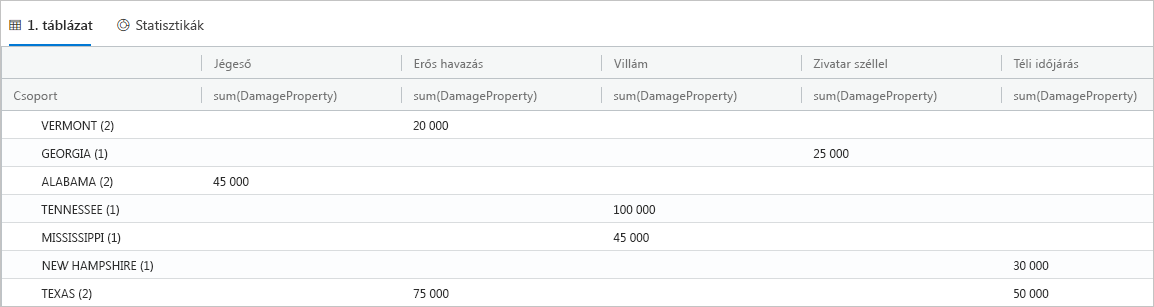 1. táblázat Statisztikák
Jégeső Erős havazás Villám Zivatar széllel Téli időjárás
Csoport sum(DamageProperty) sum(DamageProperty) sum(DamageProperty) sum(DamageProperty) sum(DamageProperty)
VERMONT (2) 20 000
GEORGIA (1) 25 000
ALABAMA (2) 45 000
TENNESSEE (1) 100 000
MISSISSIPPI (1) 45 000
NEW HAMPSHIRE (1) 30 000
TEXAS (2) 75 000 50 000